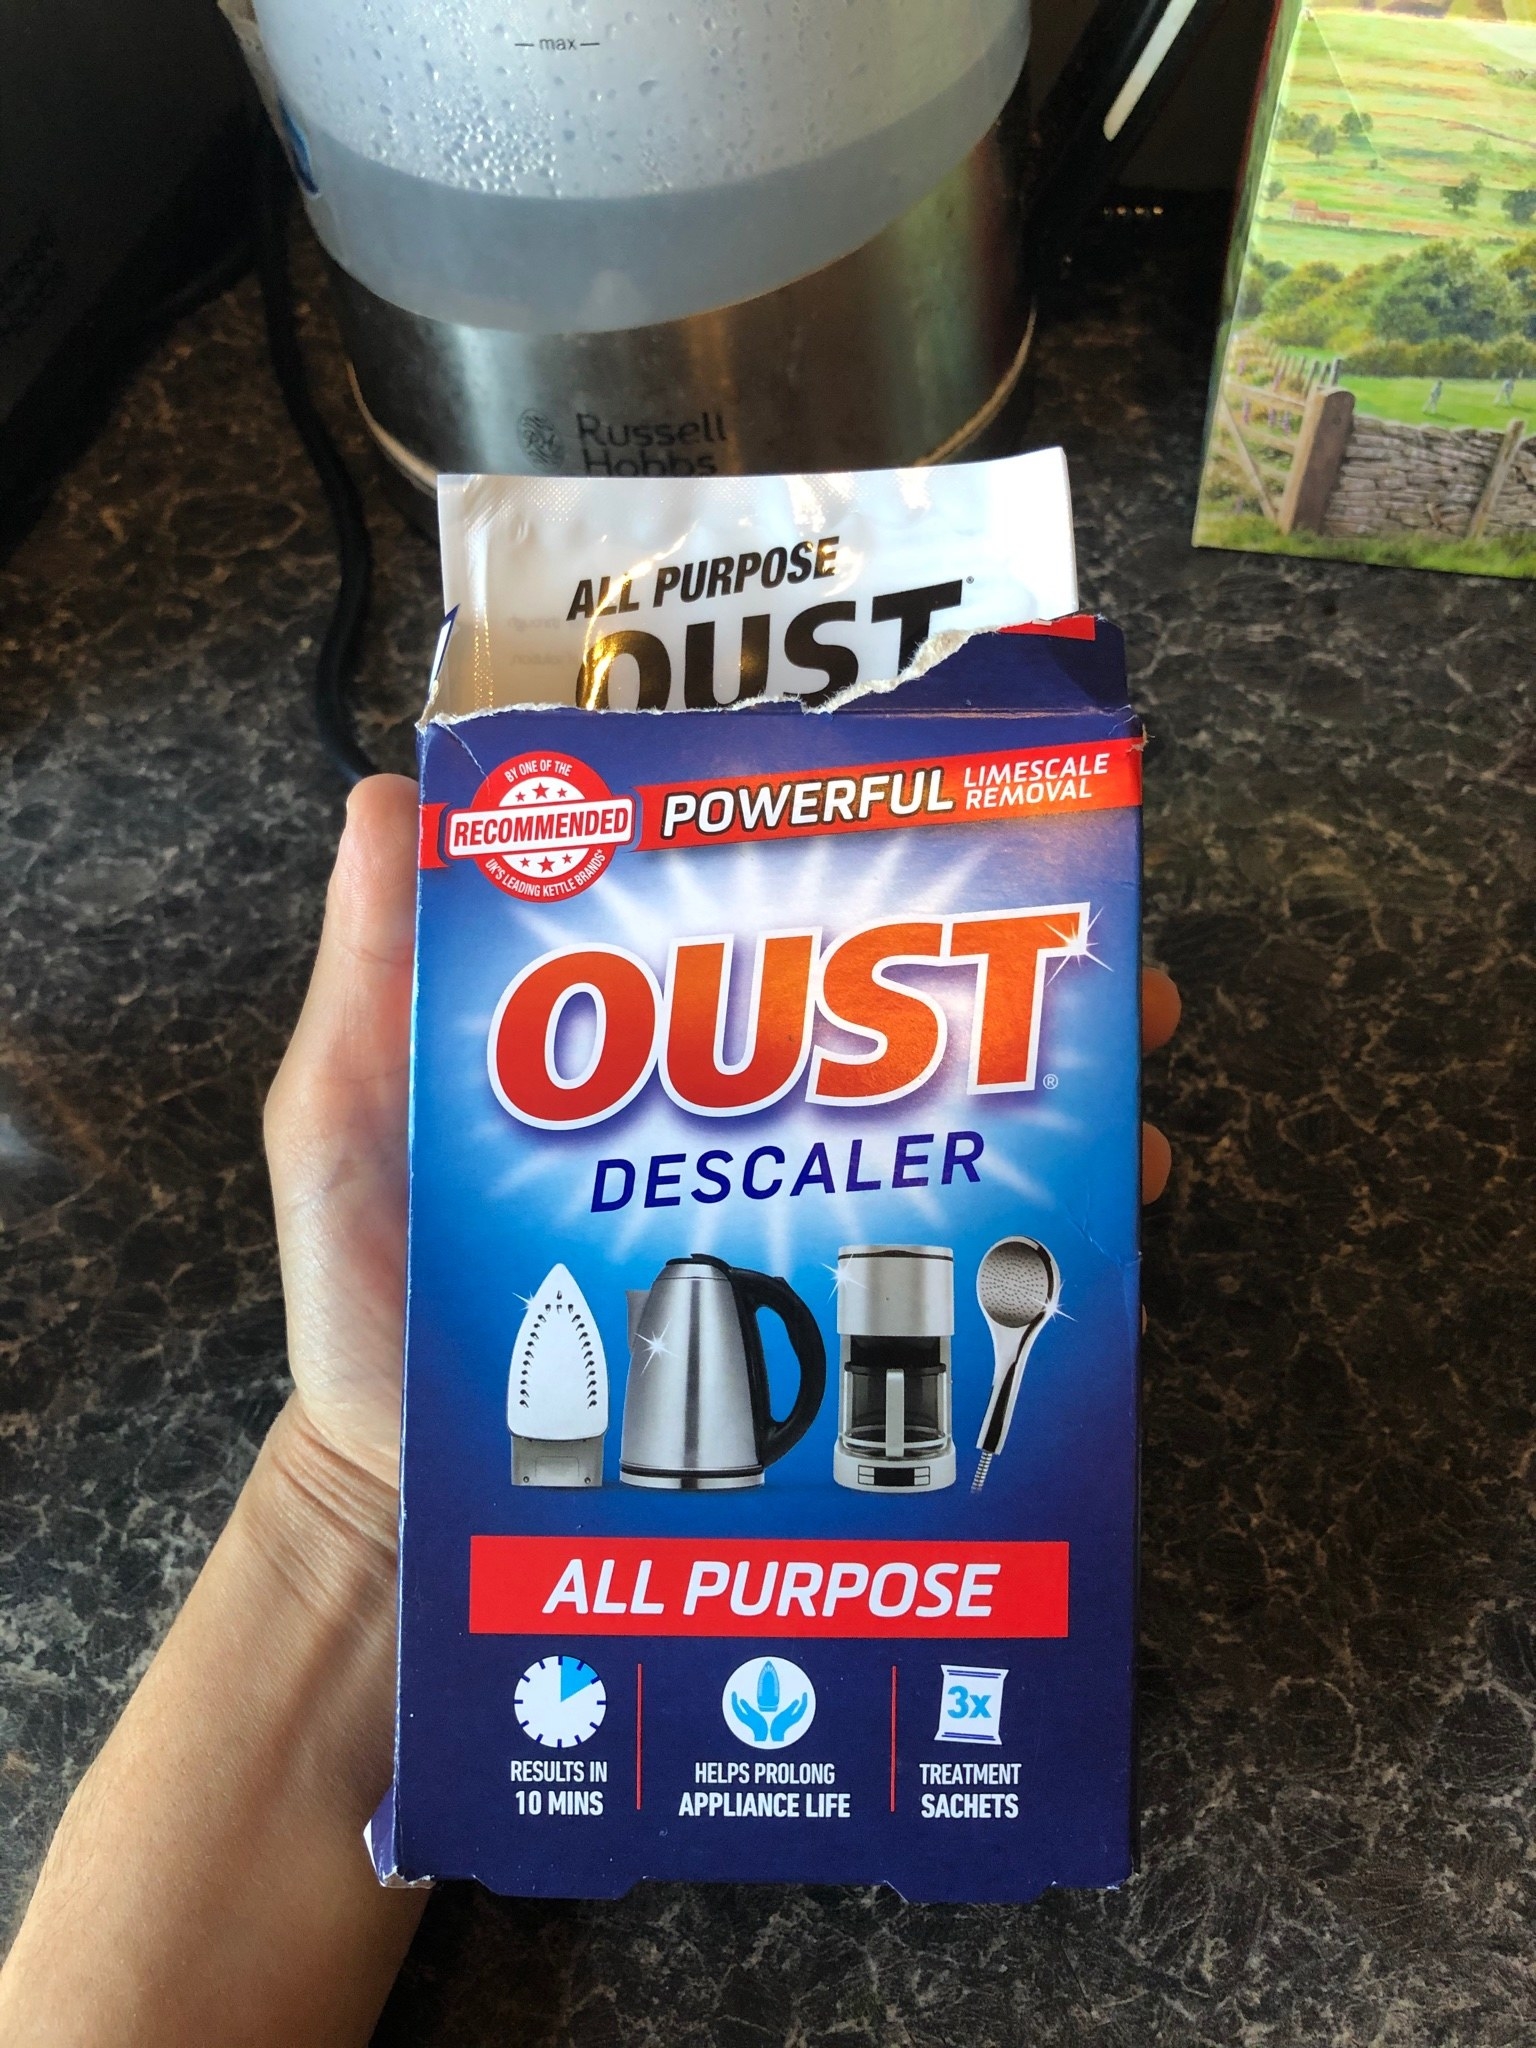 max
Russell
Hobbs
ALL PURPOSE
OUST
BY ONE OF THE
RECOMMENDED
UK'S LEADING KETTLE BRANDS*
POWERFUL LIMESCALE REMOVAL
OUST®
DESCALER
ALL PURPOSE
RESULTS IN
10 MINS
HELPS PROLONG
APPLIANCE LIFE
3x
TREATMENT
SACHETS